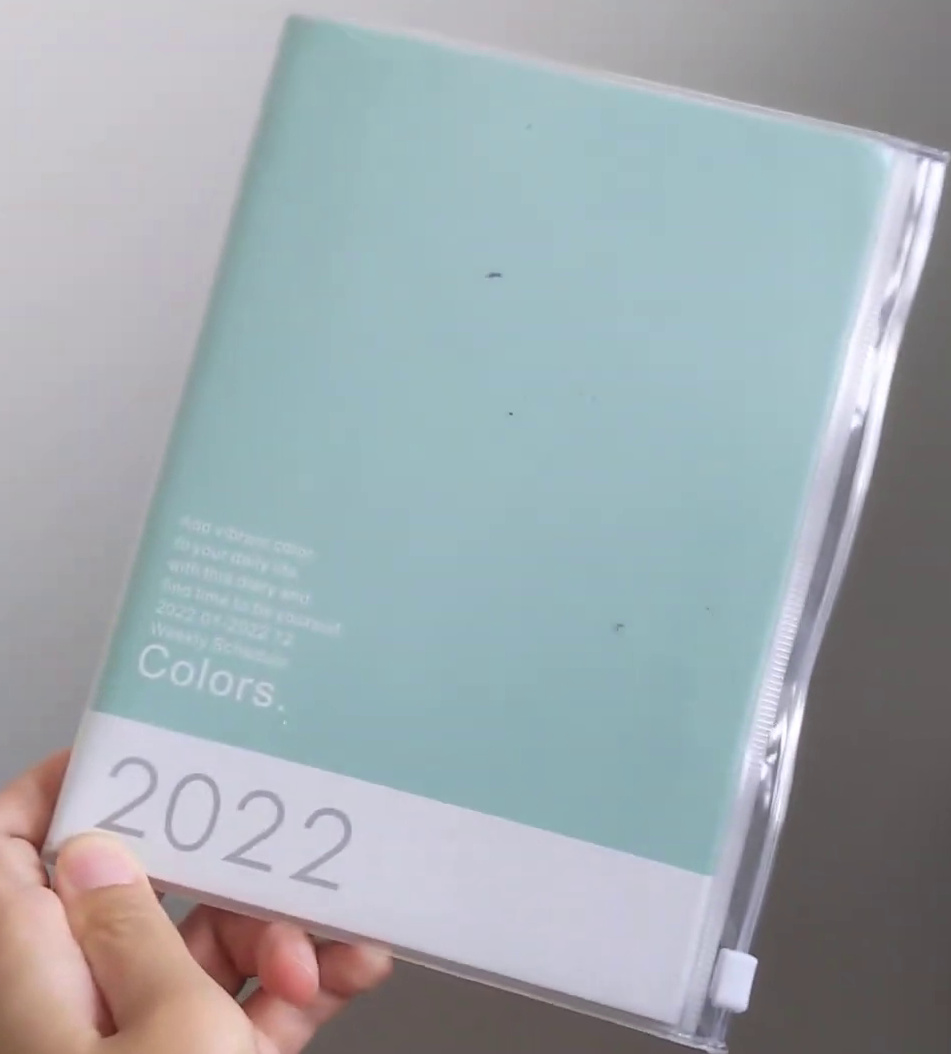 Add vibrant color
to your daily life
with this diary and
find time to be yourself.
2022.01-2022.12
Weekly Schedule
Colors.
2022